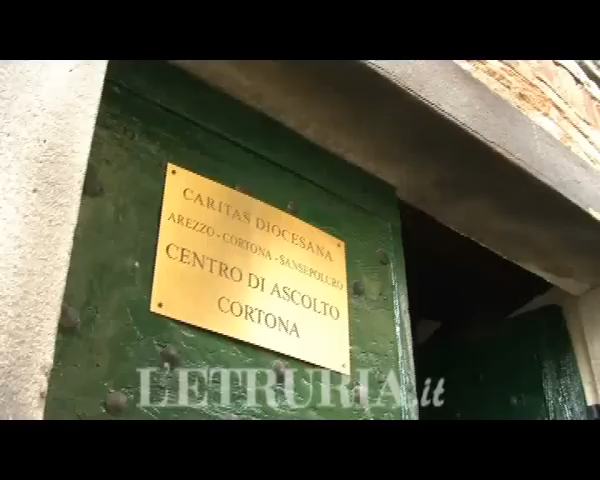 CARITAS DIOCESANA
AREZZO - CORTONA - SANSEPOLCRO
CENTRO DI ASCOLTO
CORTONA
L'ETRURIA.it